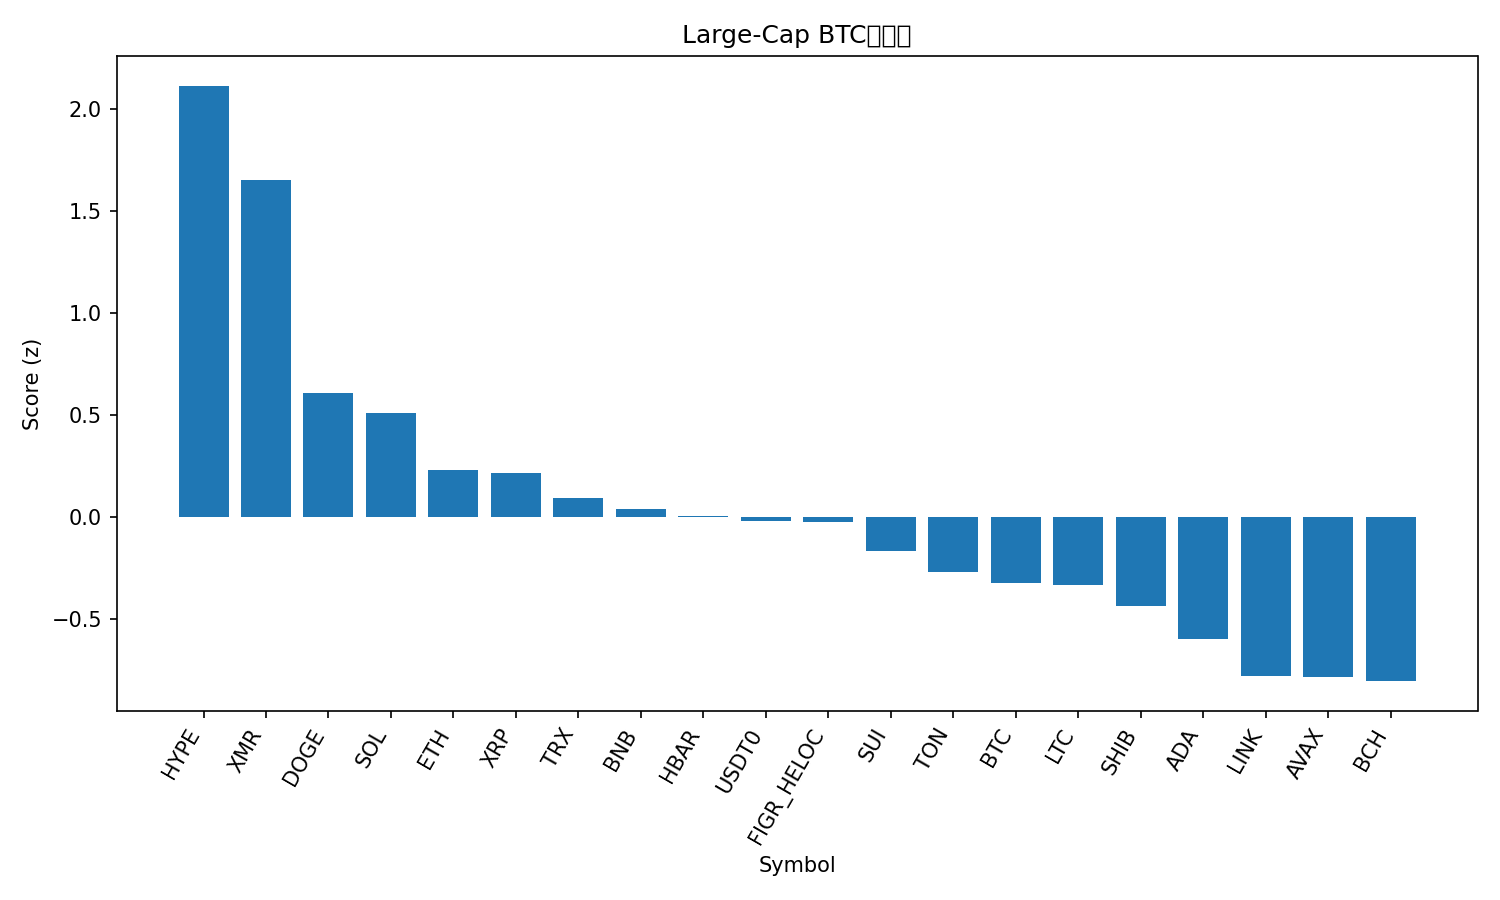 Large-Cap BTC
2.0
1.5
1.0
0.5
0.0
−0.5
Score (z)
HYPE
XMR
DOGE
SOL
ETH
XRP
TRX
BNB
HBAR
USDT0
FIGR_HELOC
SUI
TON
BTC
LTC
SHIB
ADA
LINK
AVAX
BCH
Symbol